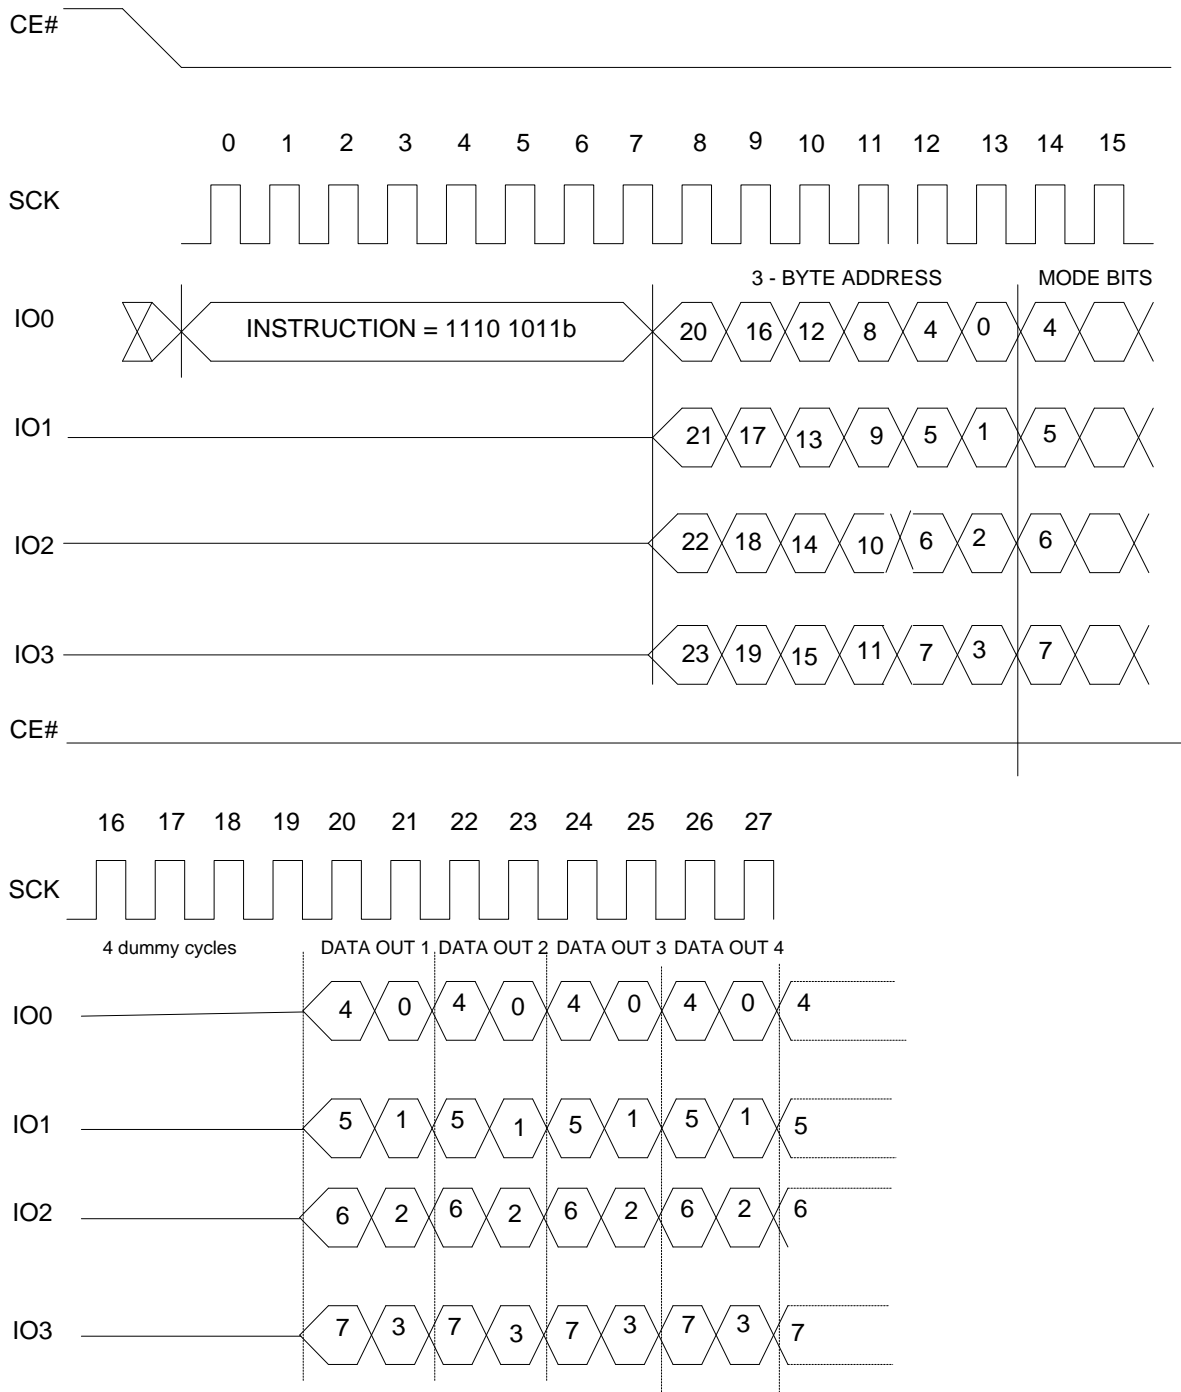 CE#
0 1 2 3 4 5 6 7 8 9 10 11 12 13 14 15
SCK
3 - BYTE ADDRESS MODE BITS
IO0 INSTRUCTION = 1110 1011b 20 16 12 8 4 0 4
IO1 21 17 13 9 5 1 5
IO2 22 18 14 10 6 2 6
IO3 23 19 15 11 7 3 7
CE#
16 17 18 19 20 21 22 23 24 25 26 27
SCK
4 dummy cycles DATA OUT 1 DATA OUT 2 DATA OUT 3 DATA OUT 4
IO0 4 0 4 0 4 0 4 0 4
IO1 5 1 5 1 5 1 5 1 5
IO2 6 2 6 2 6 2 6 2 6
IO3 7 3 7 3 7 3 7 3 7